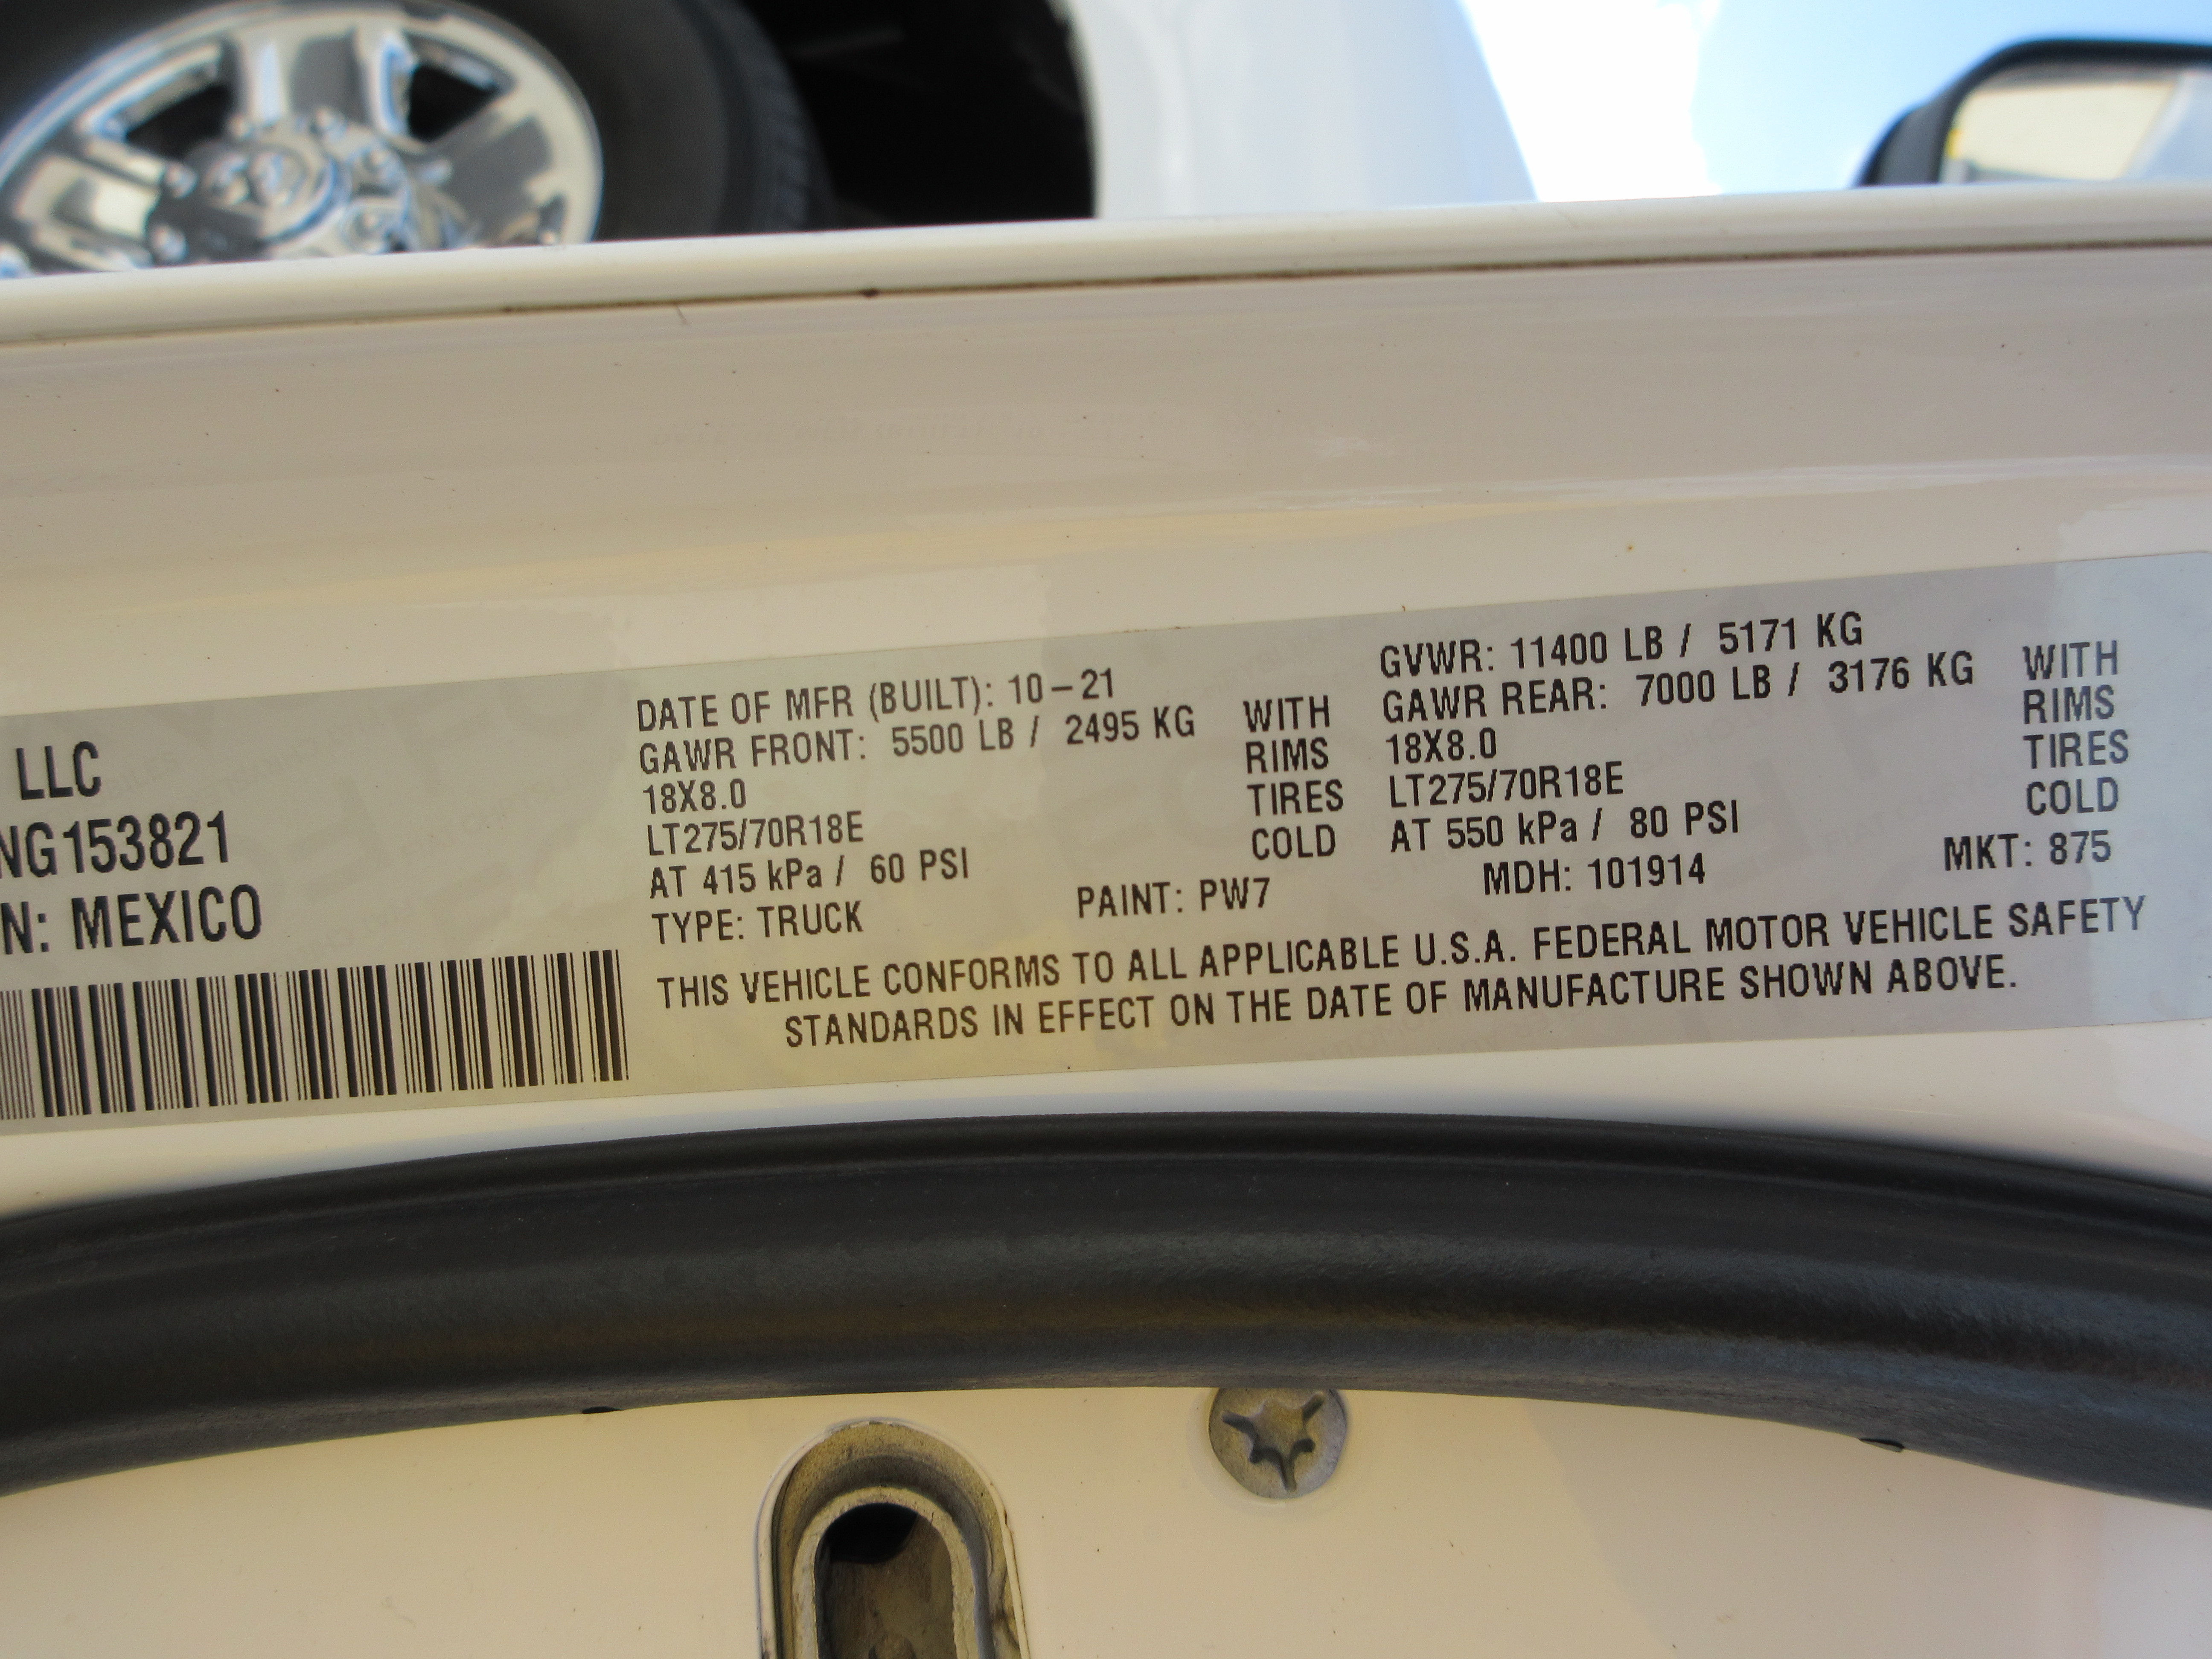 LLC
NG153821
N: MEXICO
DATE OF MFR (BUILT): 10-21
GAWR FRONT: 5500 LB / 2495 KG WITH
18X8.0 RIMS
LT275/70R18E TIRES
AT 415 kPa / 60 PSI COLD
TYPE: TRUCK PAINT: PW7
GVWR: 11400 LB / 5171 KG
GAWR REAR: 7000 LB / 3176 KG WITH
18X8.0 RIMS
LT275/70R18E TIRES
AT 550 kPa / 80 PSI COLD
MDH: 101914 MKT: 875
THIS VEHICLE CONFORMS TO ALL APPLICABLE U.S.A. FEDERAL MOTOR VEHICLE SAFETY
STANDARDS IN EFFECT ON THE DATE OF MANUFACTURE SHOWN ABOVE.